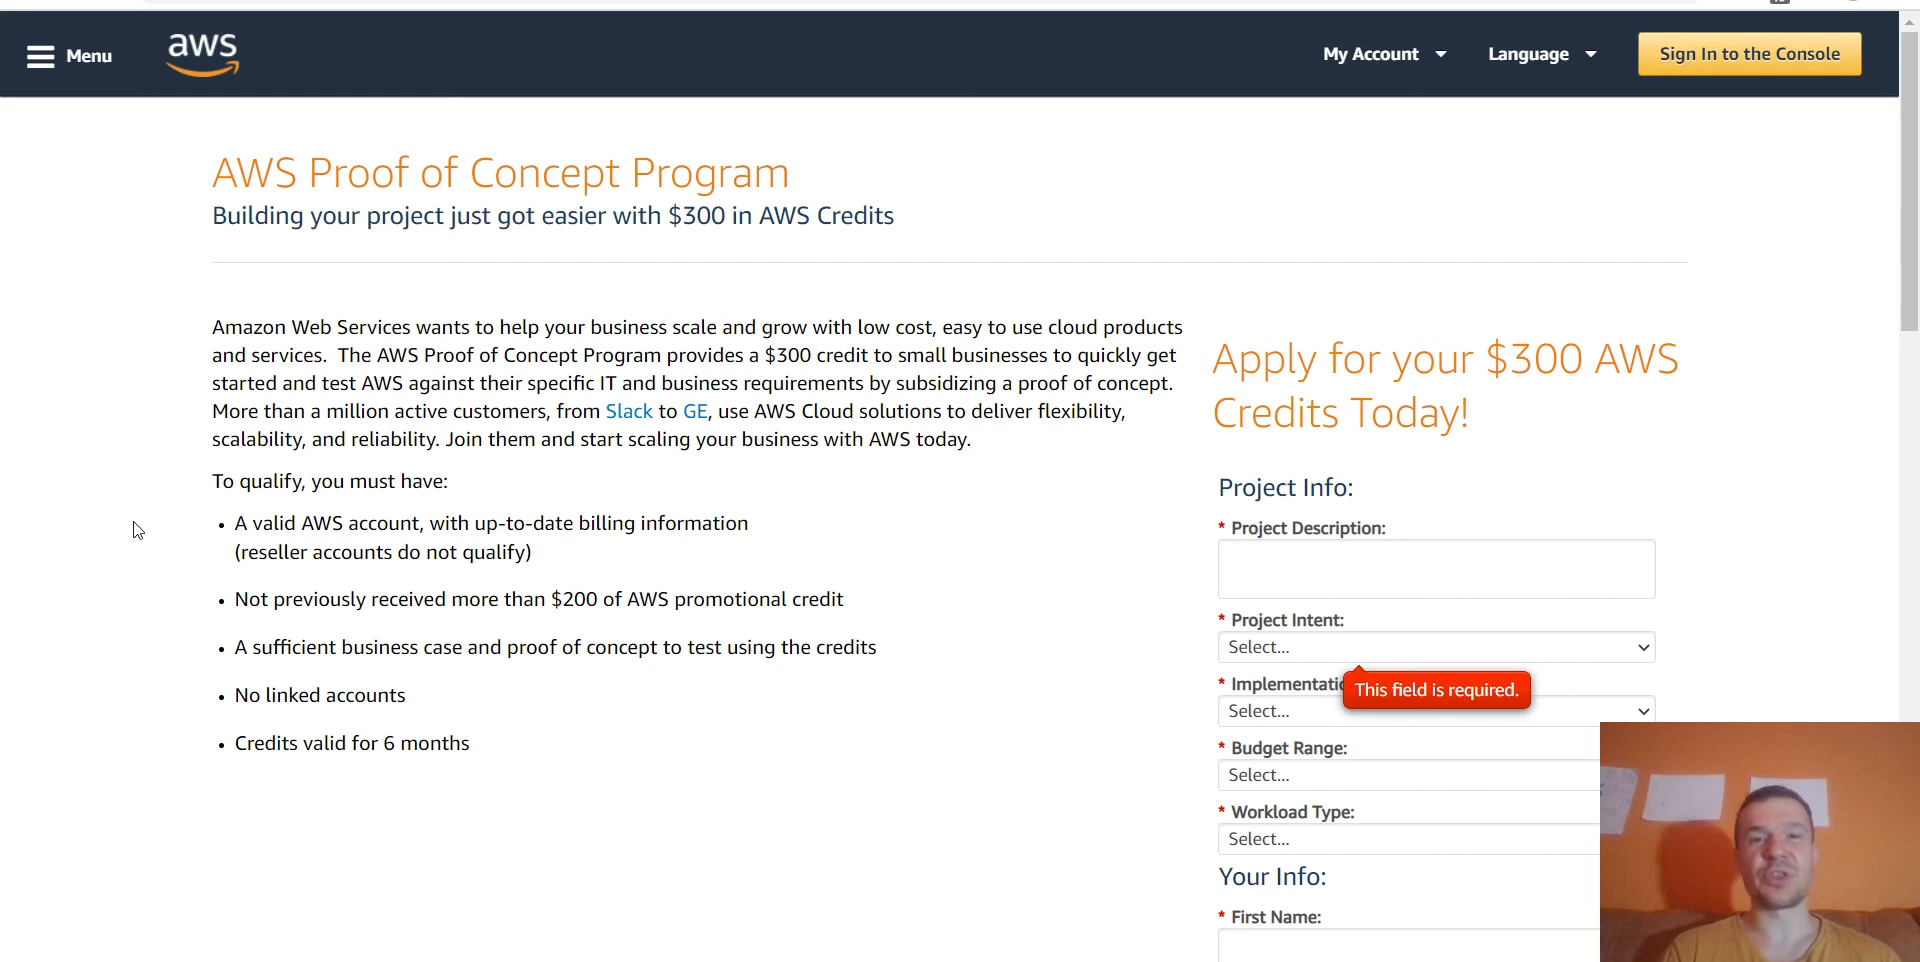 Menu
aws
My Account
Language
Sign In to the Console
AWS Proof of Concept Program
Building your project just got easier with $300 in AWS Credits
Amazon Web Services wants to help your business scale and grow with low cost, easy to use cloud products
and services. The AWS Proof of Concept Program provides a $300 credit to small businesses to quickly get
started and test AWS against their specific IT and business requirements by subsidizing a proof of concept.
More than a million active customers, from Slack to GE, use AWS Cloud solutions to deliver flexibility,
scalability, and reliability. Join them and start scaling your business with AWS today.
To qualify, you must have:
• A valid AWS account, with up-to-date billing information
(reseller accounts do not qualify)
• Not previously received more than $200 of AWS promotional credit
• A sufficient business case and proof of concept to test using the credits
• No linked accounts
• Credits valid for 6 months
Apply for your $300 AWS
Credits Today!
Project Info:
* Project Description:
* Project Intent:
Select...
This field is required.
*
Select...
* Budget Range:
Select...
* Workload Type:
Select...
Your Info:
* First Name: